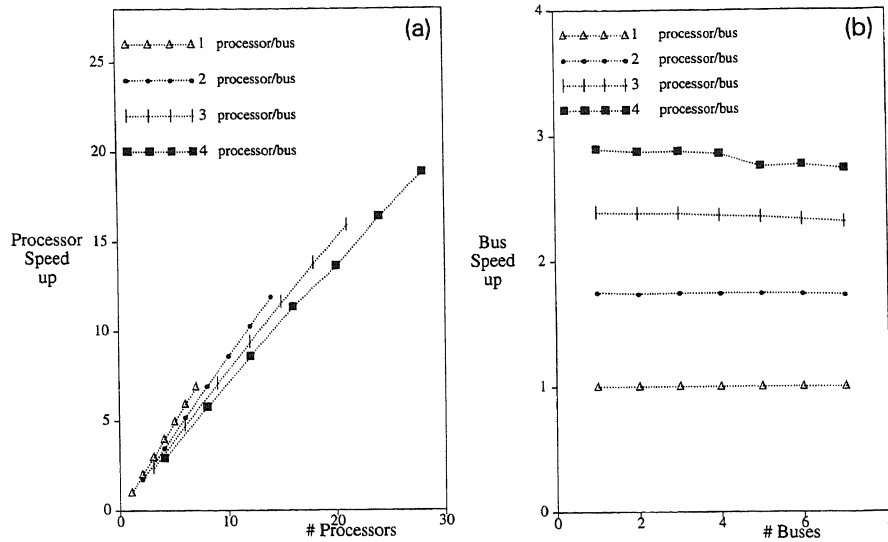 (a)
1 processor/bus
2 processor/bus
3 processor/bus
4 processor/bus
25
20
15
10
5
0
Processor
Speed
up
0
10
20
30
# Processors
(b)
1 processor/bus
2 processor/bus
3 processor/bus
4 processor/bus
4
3
2
1
0
Bus
Speed
up
0
2
4
6
# Buses